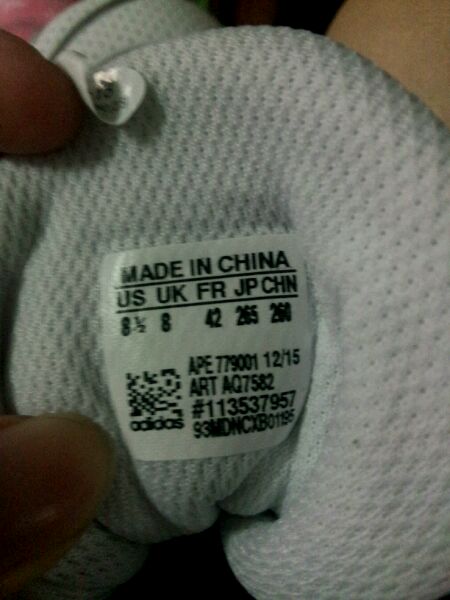 MADE IN CHINA
US UK FR JP CHN
8½ 8 42 265 260
APE 779001 12/15
ART AQ7582
#113537957
93MDNCXB01195
adidas